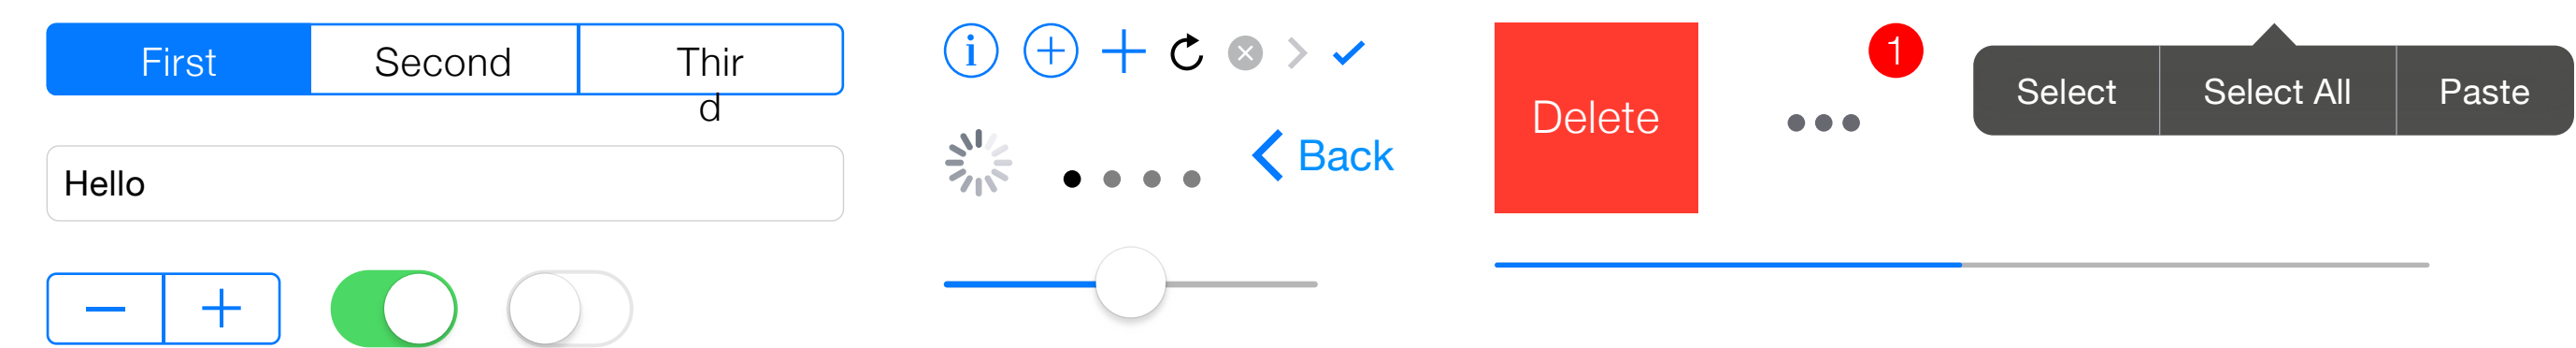 First
Second
Thir
d
Hello
i
Back
Delete
1
Select
Select All
Paste